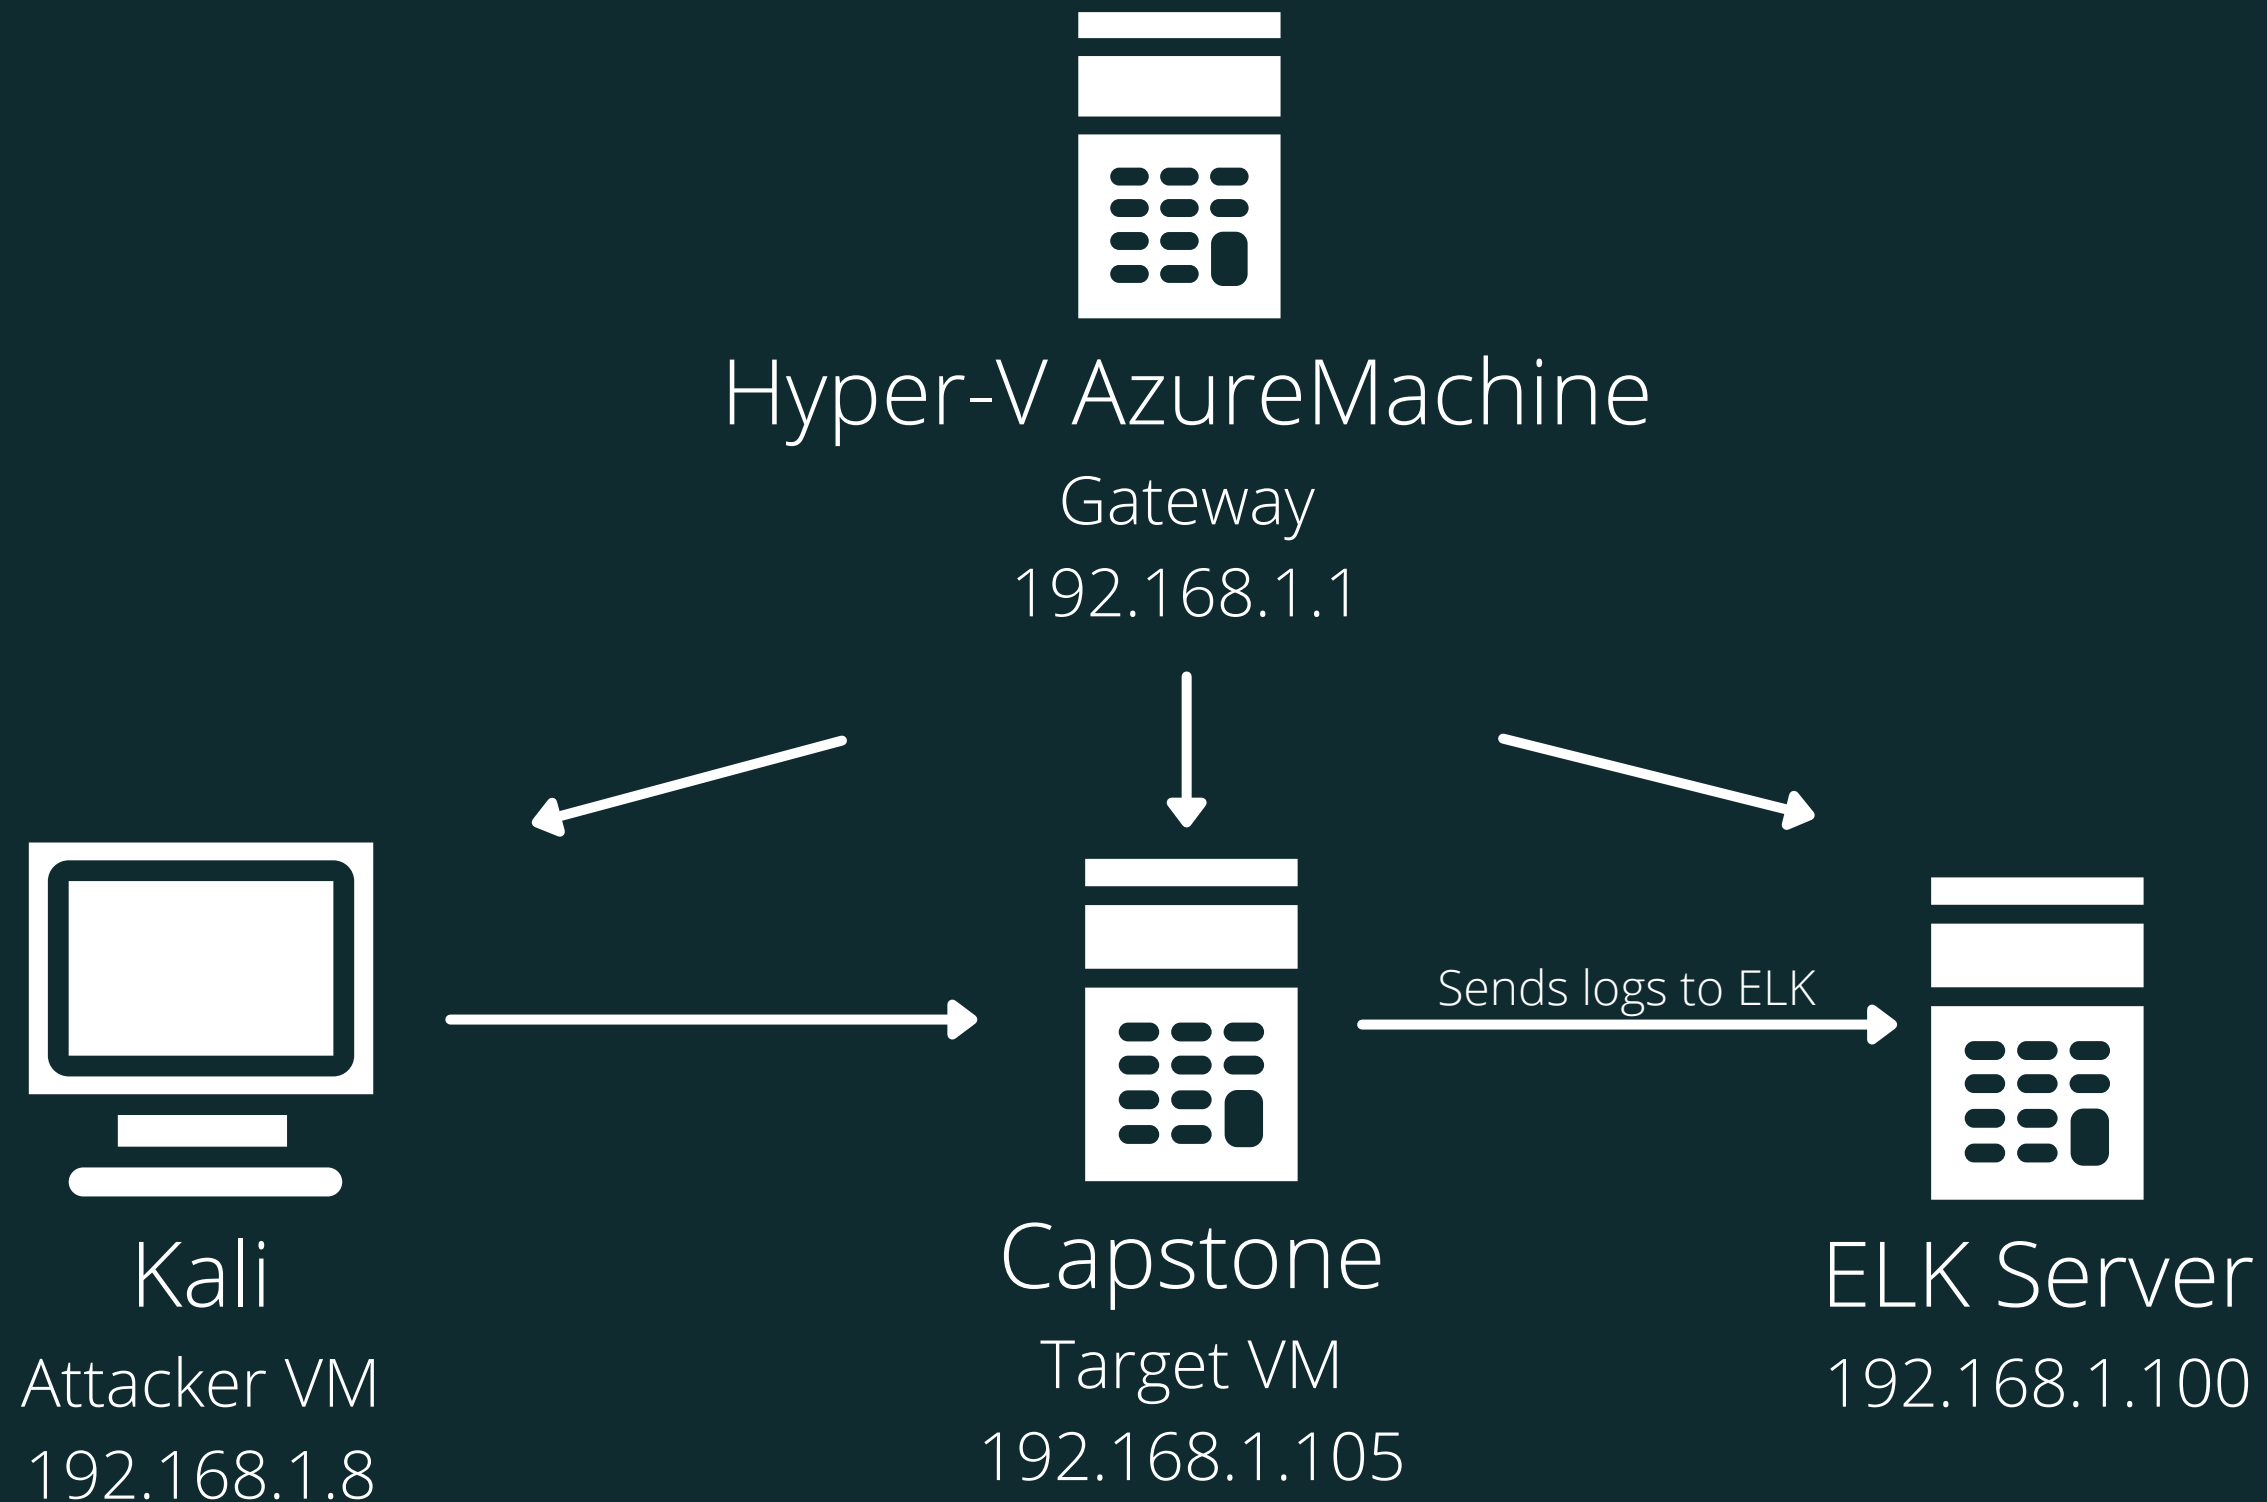 Hyper-V AzureMachine
Gateway
192.168.1.1
Sends logs to ELK
Kali
Attacker VM
192.168.1.8
Capstone
Target VM
192.168.1.105
ELK Server
192.168.1.100